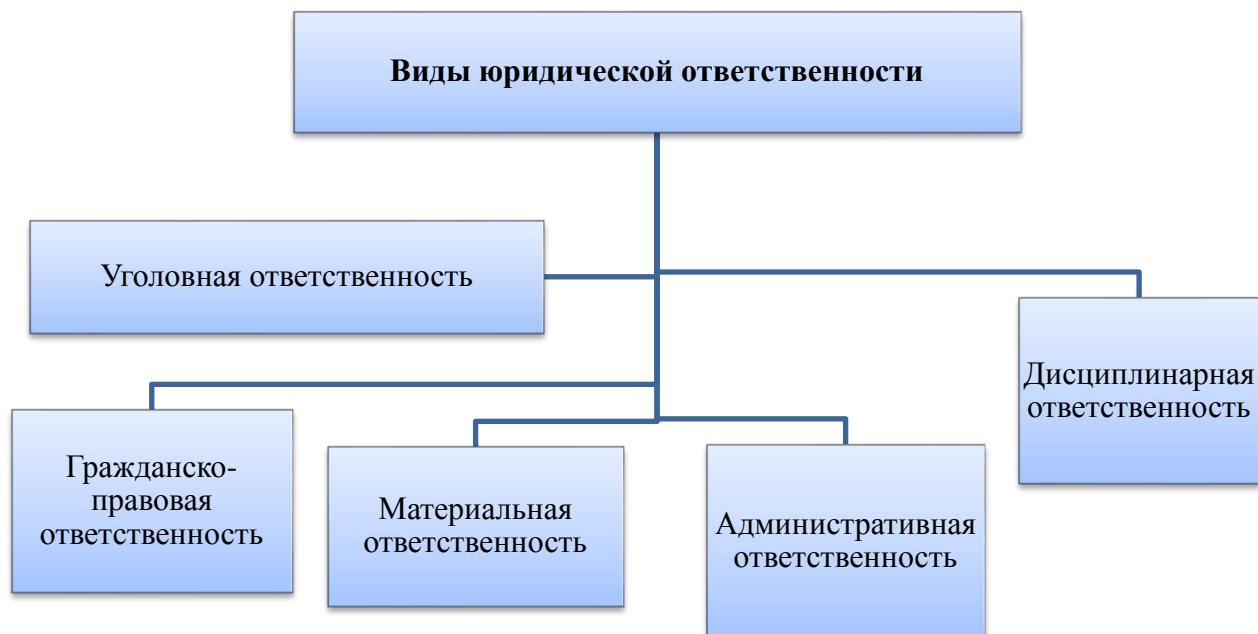 Виды юридической ответственности
Уголовная ответственность
Дисциплинарная
ответственность
Гражданско-
правовая
ответственность
Материальная
ответственность
Административная
ответственность